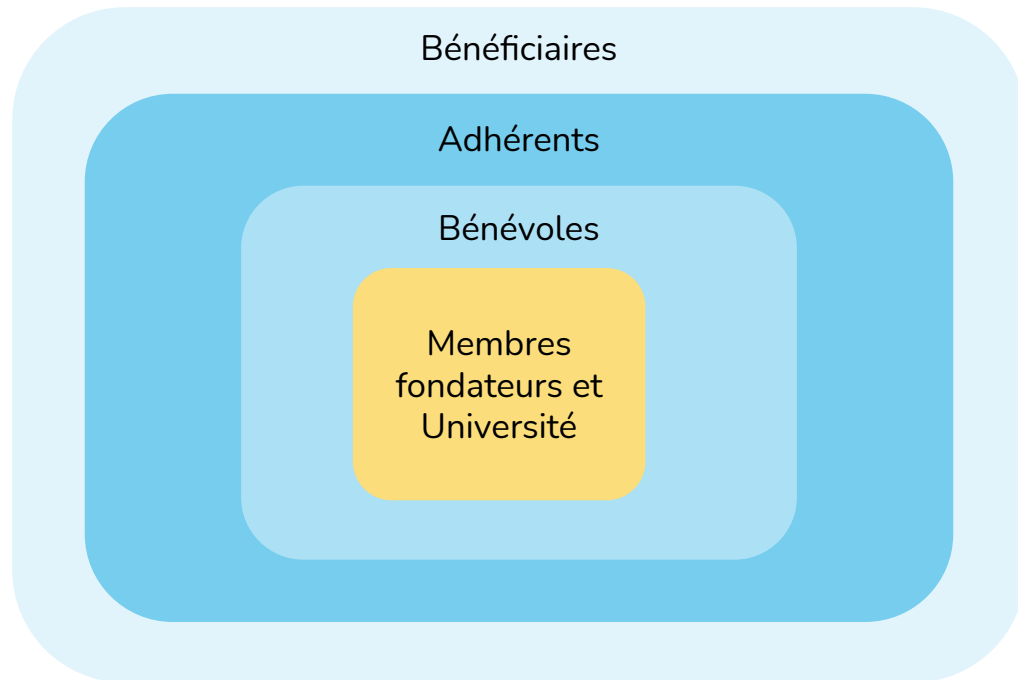 Bénéficiaires
Adhérents
Bénévoles
Membres
fondateurs et
Université